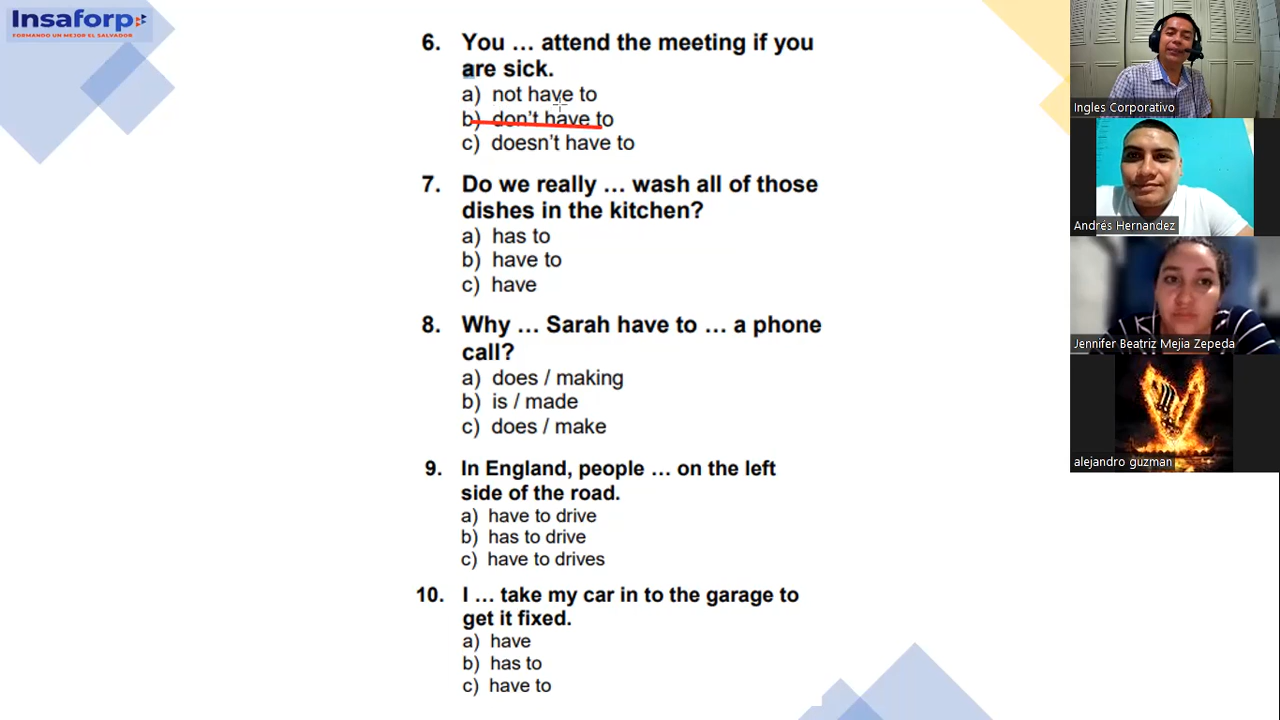 Insaforp
FORMANDO UN MEJOR EL SALVADOR
6. You … attend the meeting if you
are sick.
a) not have to
b) don't have to
c) doesn't have to
7. Do we really … wash all of those
dishes in the kitchen?
a) has to
b) have to
c) have
8. Why … Sarah have to … a phone
call?
a) does / making
b) is / made
c) does / make
9. In England, people … on the left
side of the road.
a) have to drive
b) has to drive
c) have to drives
10. I … take my car in to the garage to
get it fixed.
a) have
b) has to
c) have to
Ingles Corporativo
Andrés Hernandez
Jennifer Beatriz Mejia Zepeda
alejandro guzman